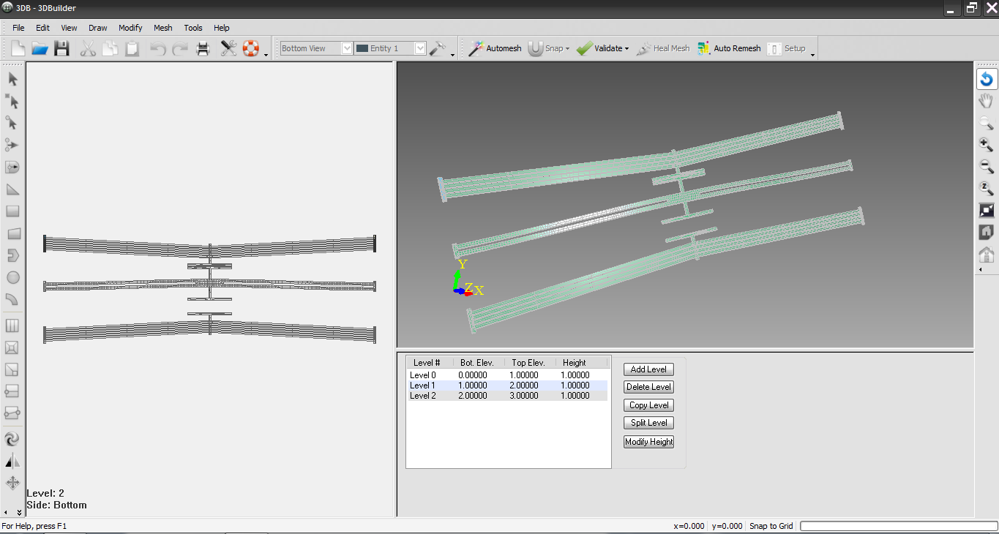 3DB - 3DBuilder
File Edit View Draw Modify Mesh Tools Help
Bottom View Entity 1 Automesh Snap Validate Heal Mesh Auto Remesh Setup
Y
Z X
Level # Bot. Elev. Top Elev. Height
Level 0 0.00000 1.00000 1.00000
Level 1 1.00000 2.00000 1.00000
Level 2 2.00000 3.00000 1.00000
Add Level
Delete Level
Copy Level
Split Level
Modify Height
Level: 2
Side: Bottom
For Help, press F1 x=0.000 y=0.000 Snap to Grid